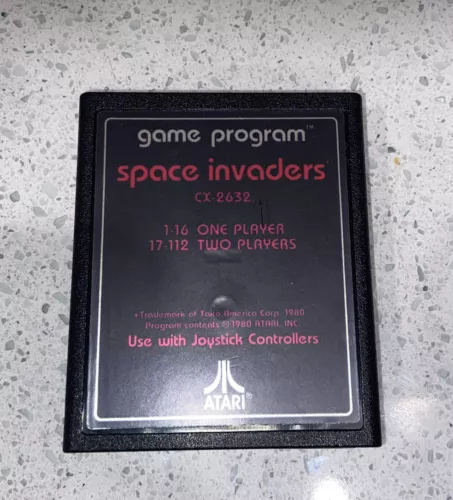 game program™
space invaders
CX-2632
1-16 ONE PLAYER
17-112 TWO PLAYERS
*Trademark of Taito America Corp. 1980
Program contents © 1980 ATARI, INC.
Use with Joystick Controllers
ATARI®